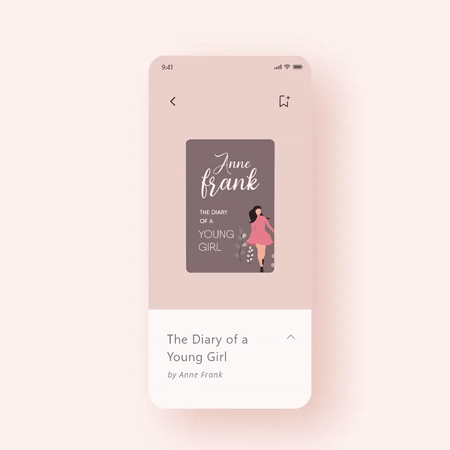 9:41
Anne
frank
THE DIARY
OF A
YOUNG
GIRL
The Diary of a
Young Girl
by Anne Frank